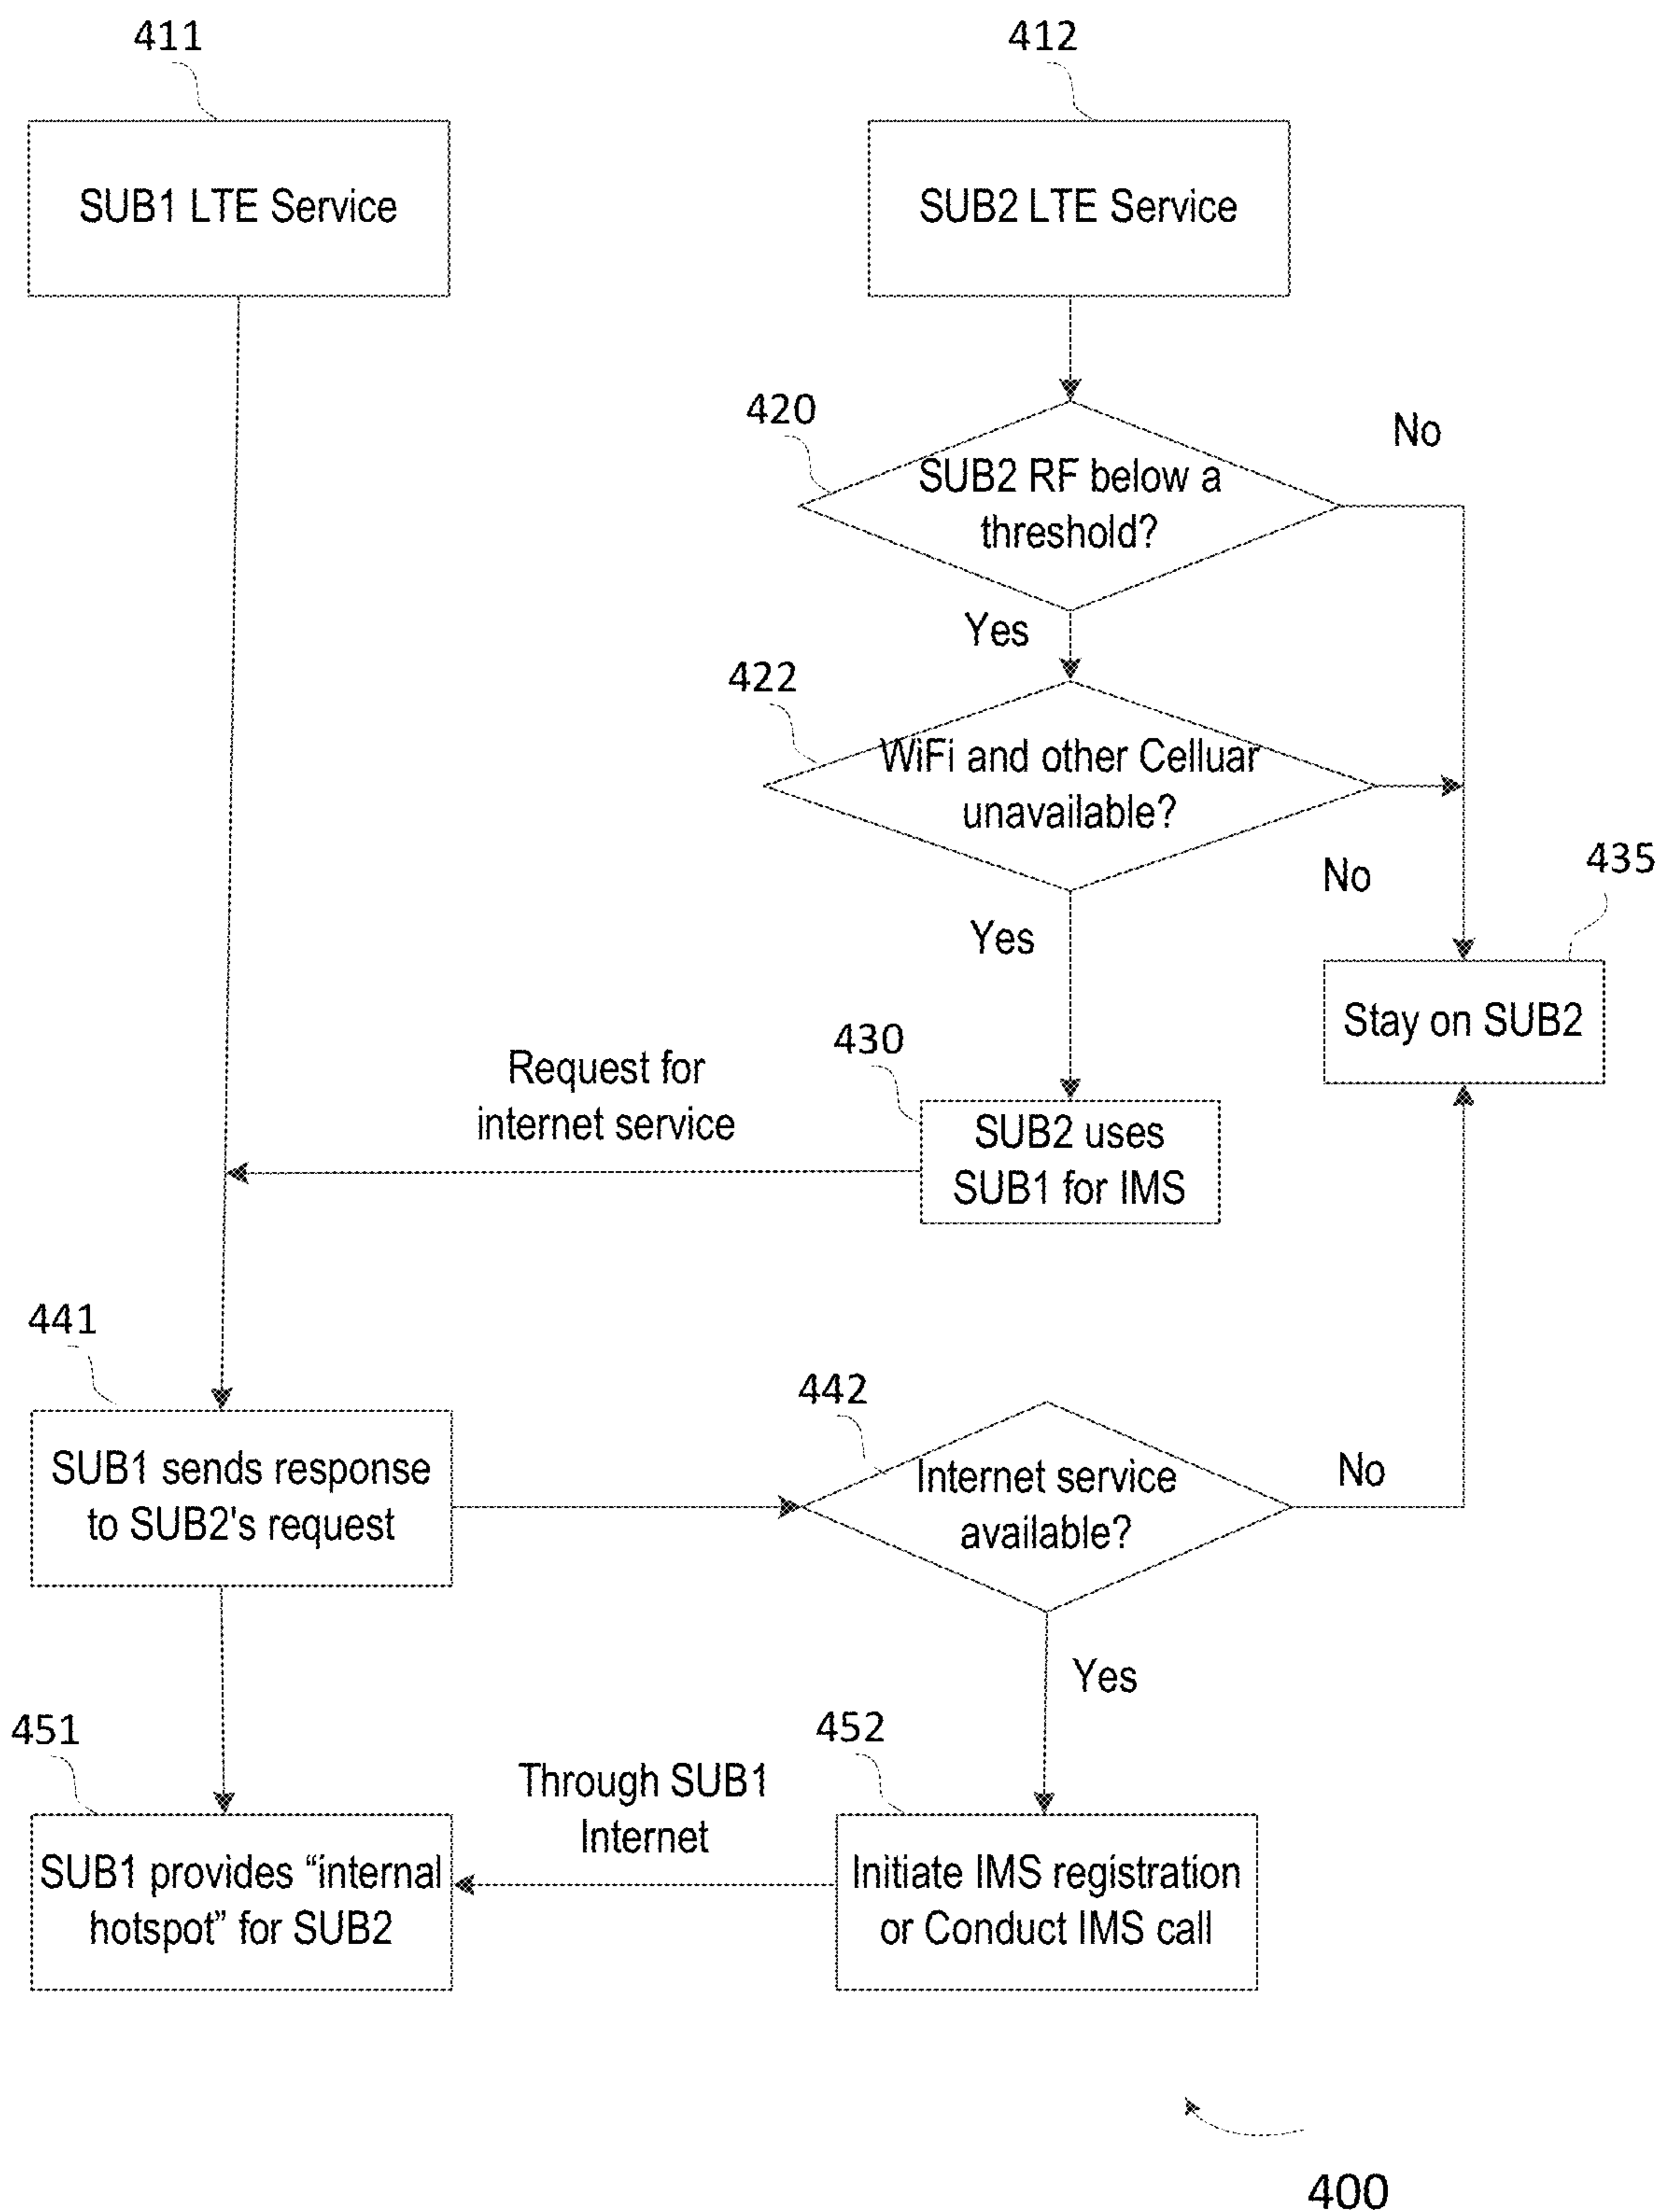 411
412
SUB1 LTE Service
SUB2 LTE Service
420
No
SUB2 RF below a
threshold?
Yes
422
WiFi and other Celluar
unavailable?
No
435
Yes
Stay on SUB2
430
Request for
internet service
SUB2 uses
SUB1 for IMS
441
442
SUB1 sends response
to SUB2's request
Internet service
available?
No
Yes
451
452
Through SUB1
Internet
SUB1 provides “internal
hotspot” for SUB2
Initiate IMS registration
or Conduct IMS call
400